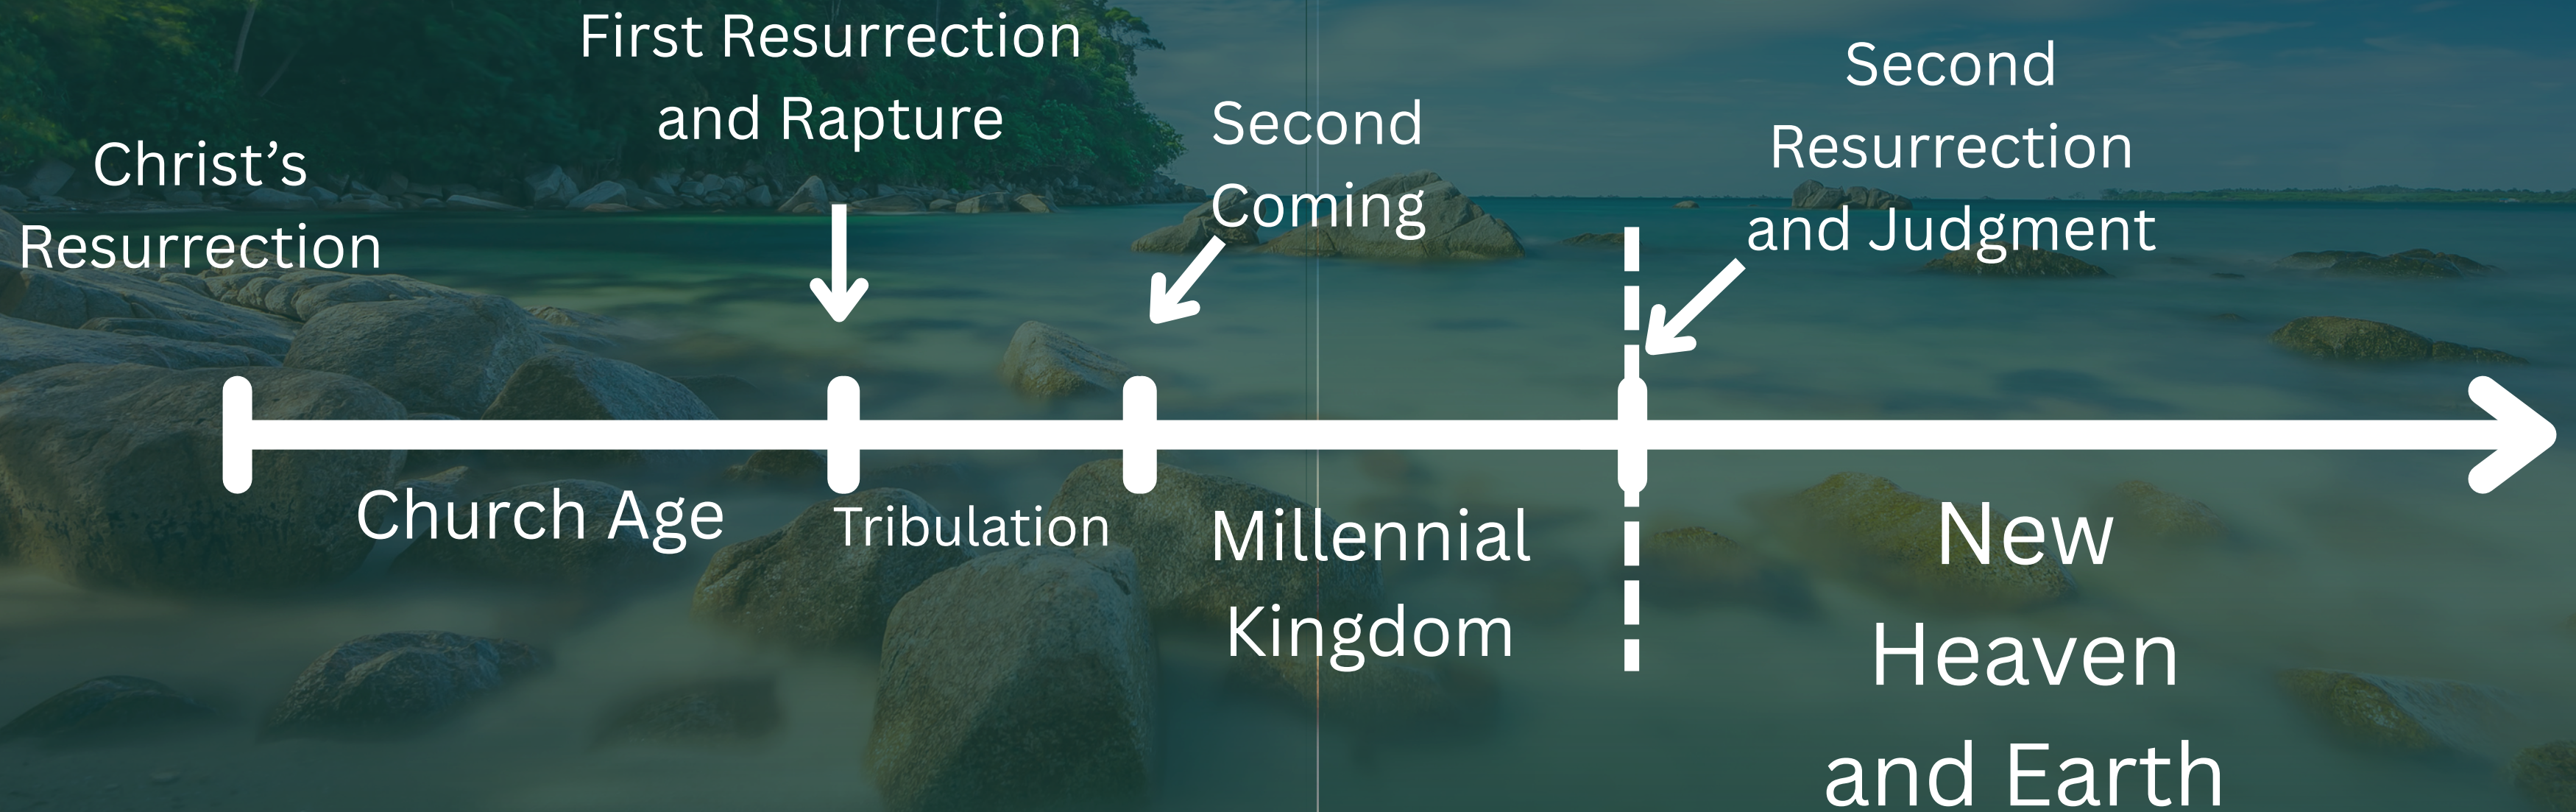 First Resurrection
and Rapture
Christ’s
Resurrection
Second
Coming
Second
Resurrection
and Judgment
Church Age
Tribulation
Millennial
Kingdom
New
Heaven
and Earth